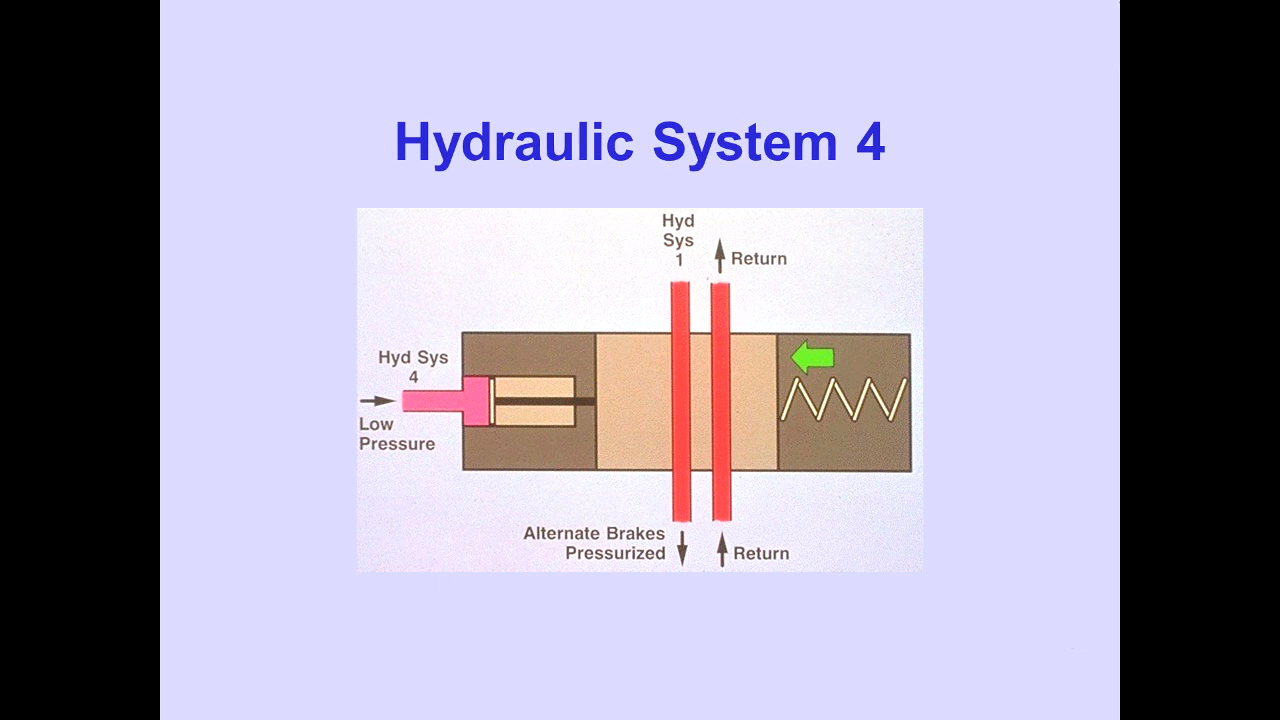 Hydraulic System 4
Hyd
Sys
1
Return
Hyd Sys
4
Low
Pressure
Alternate Brakes
Pressurized
Return